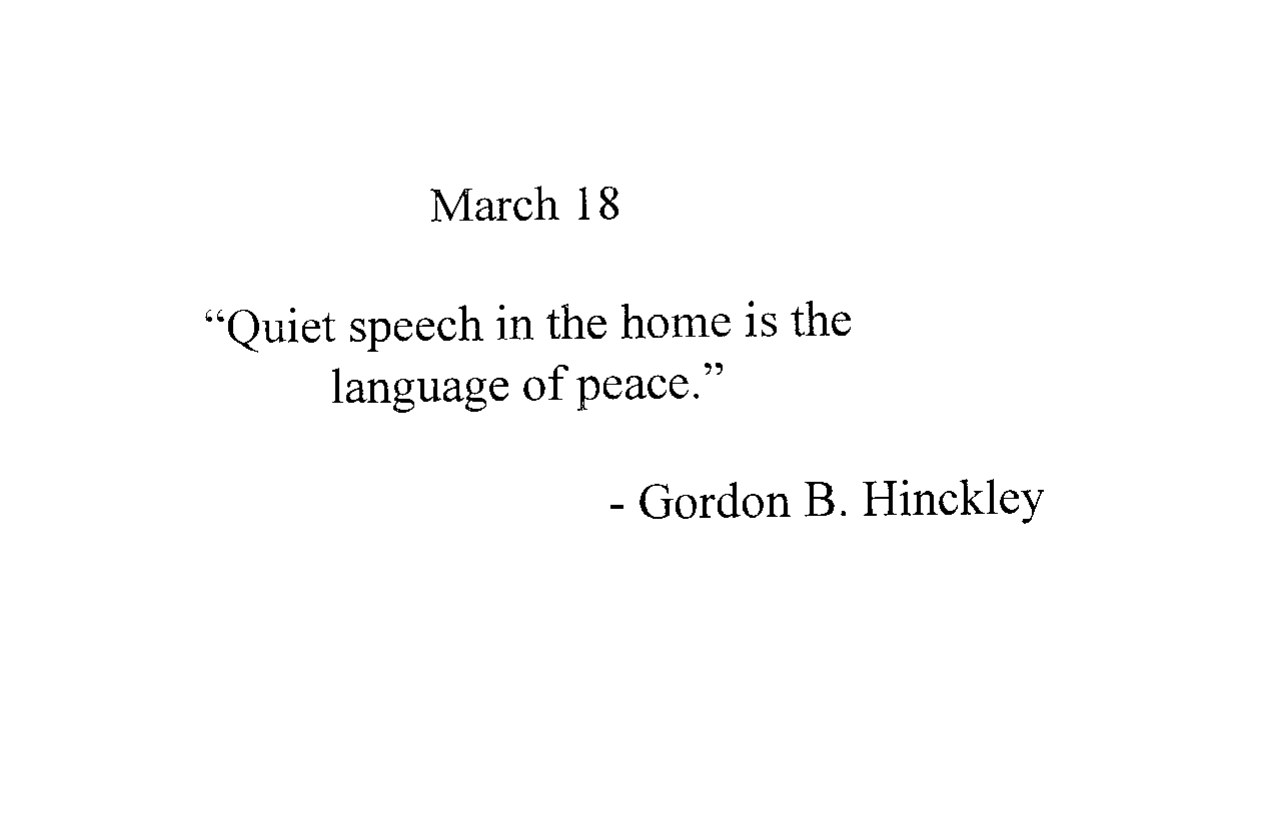 March 18
“Quiet speech in the home is the
language of peace.”
- Gordon B. Hinckley